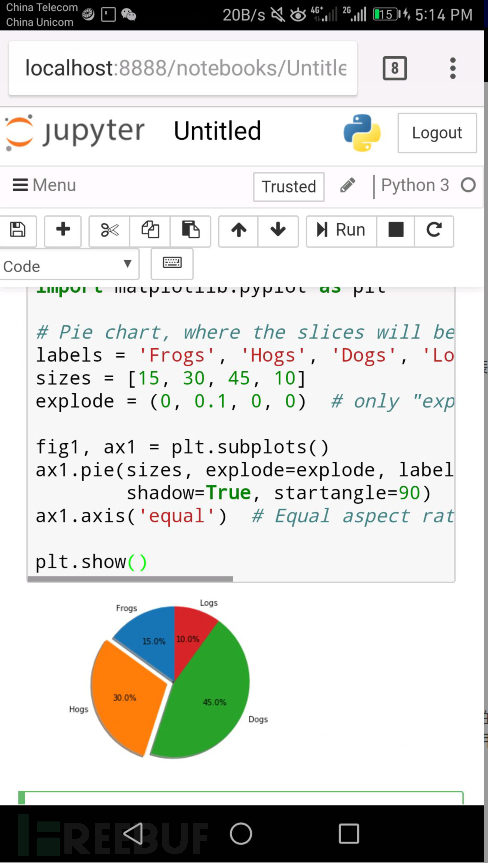 China Telecom
China Unicom
20B/s 4G+ 2G 15 5:14 PM
localhost:8888/notebooks/Untitle
8
jupyter Untitled Logout
Menu Trusted Python 3
Run
Code
import matplotlib.pyplot as plt
# Pie chart, where the slices will be
labels = 'Frogs', 'Hogs', 'Dogs', 'Lo
sizes = [15, 30, 45, 10]
explode = (0, 0.1, 0, 0)  # only "exp
fig1, ax1 = plt.subplots()
ax1.pie(sizes, explode=explode, label
        shadow=True, startangle=90)
ax1.axis('equal')  # Equal aspect rat
plt.show()
Frogs
Logs
15.0%
10.0%
30.0%
45.0%
Hogs
Dogs
FREEBUF